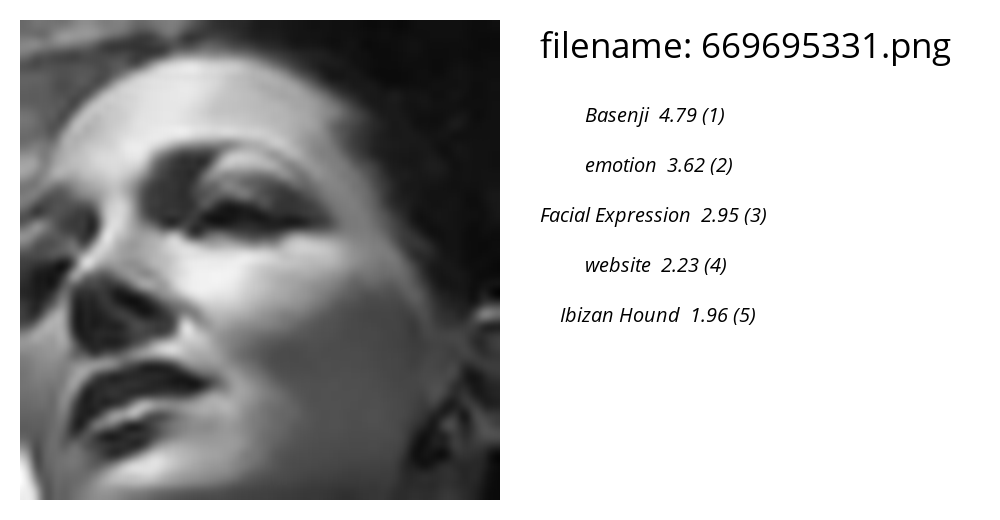 filename: 669695331.png
Basenji 4.79 (1)
emotion 3.62 (2)
Facial Expression 2.95 (3)
website 2.23 (4)
Ibizan Hound 1.96 (5)